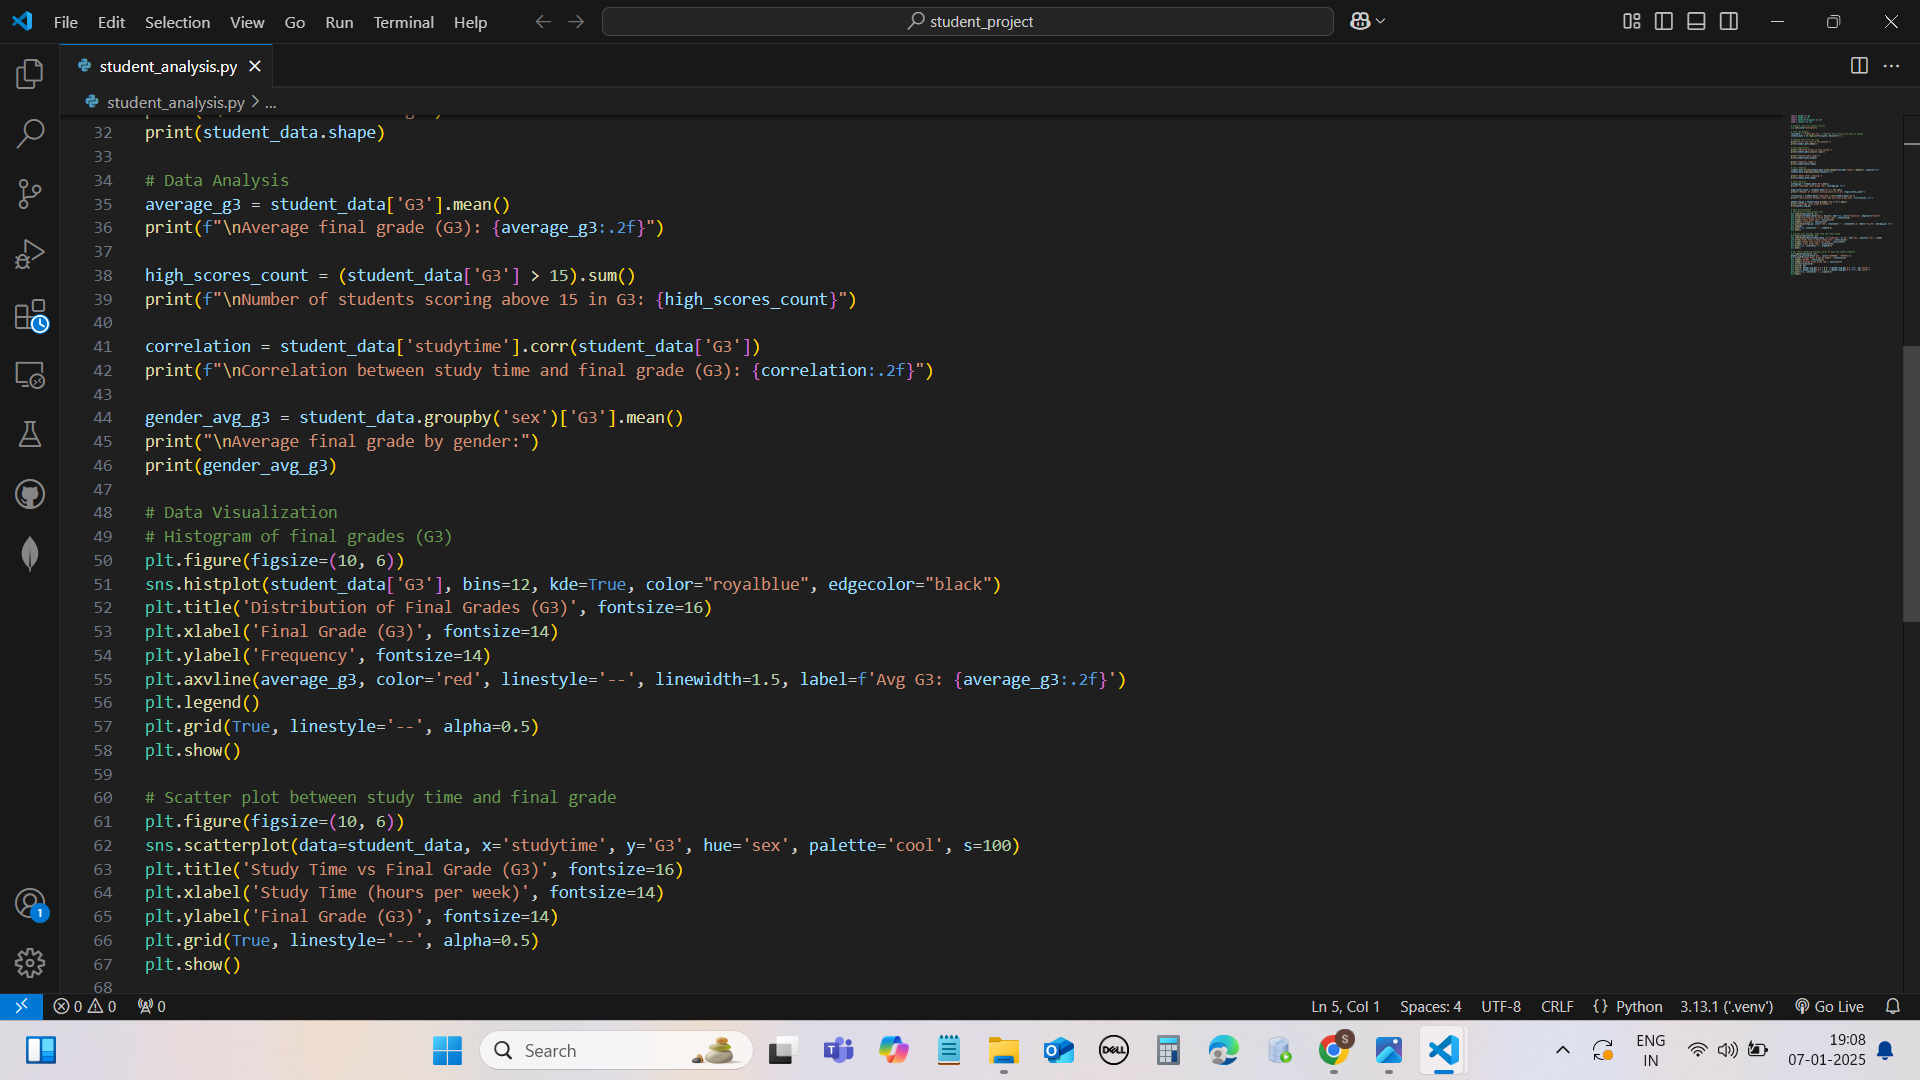 File Edit Selection View Go Run Terminal Help
student_project
student_analysis.py
student_analysis.py > ...
32 print(student_data.shape)
33
34 # Data Analysis
35 average_g3 = student_data['G3'].mean()
36 print(f"\nAverage final grade (G3): {average_g3:.2f}")
37
38 high_scores_count = (student_data['G3'] > 15).sum()
39 print(f"\nNumber of students scoring above 15 in G3: {high_scores_count}")
40
41 correlation = student_data['studytime'].corr(student_data['G3'])
42 print(f"\nCorrelation between study time and final grade (G3): {correlation:.2f}")
43
44 gender_avg_g3 = student_data.groupby('sex')['G3'].mean()
45 print("\nAverage final grade by gender:")
46 print(gender_avg_g3)
47
48 # Data Visualization
49 # Histogram of final grades (G3)
50 plt.figure(figsize=(10, 6))
51 sns.histplot(student_data['G3'], bins=12, kde=True, color="royalblue", edgecolor="black")
52 plt.title('Distribution of Final Grades (G3)', fontsize=16)
53 plt.xlabel('Final Grade (G3)', fontsize=14)
54 plt.ylabel('Frequency', fontsize=14)
55 plt.axvline(average_g3, color='red', linestyle='--', linewidth=1.5, label=f'Avg G3: {average_g3:.2f}')
56 plt.legend()
57 plt.grid(True, linestyle='--', alpha=0.5)
58 plt.show()
59
60 # Scatter plot between study time and final grade
61 plt.figure(figsize=(10, 6))
62 sns.scatterplot(data=student_data, x='studytime', y='G3', hue='sex', palette='cool', s=100)
63 plt.title('Study Time vs Final Grade (G3)', fontsize=16)
64 plt.xlabel('Study Time (hours per week)', fontsize=14)
65 plt.ylabel('Final Grade (G3)', fontsize=14)
66 plt.grid(True, linestyle='--', alpha=0.5)
67 plt.show()
68
1
0 0 0 Ln 5, Col 1 Spaces: 4 UTF-8 CRLF {} Python 3.13.1 ('.venv') Go Live
Search
DELL
S
ENG
IN
19:08
07-01-2025